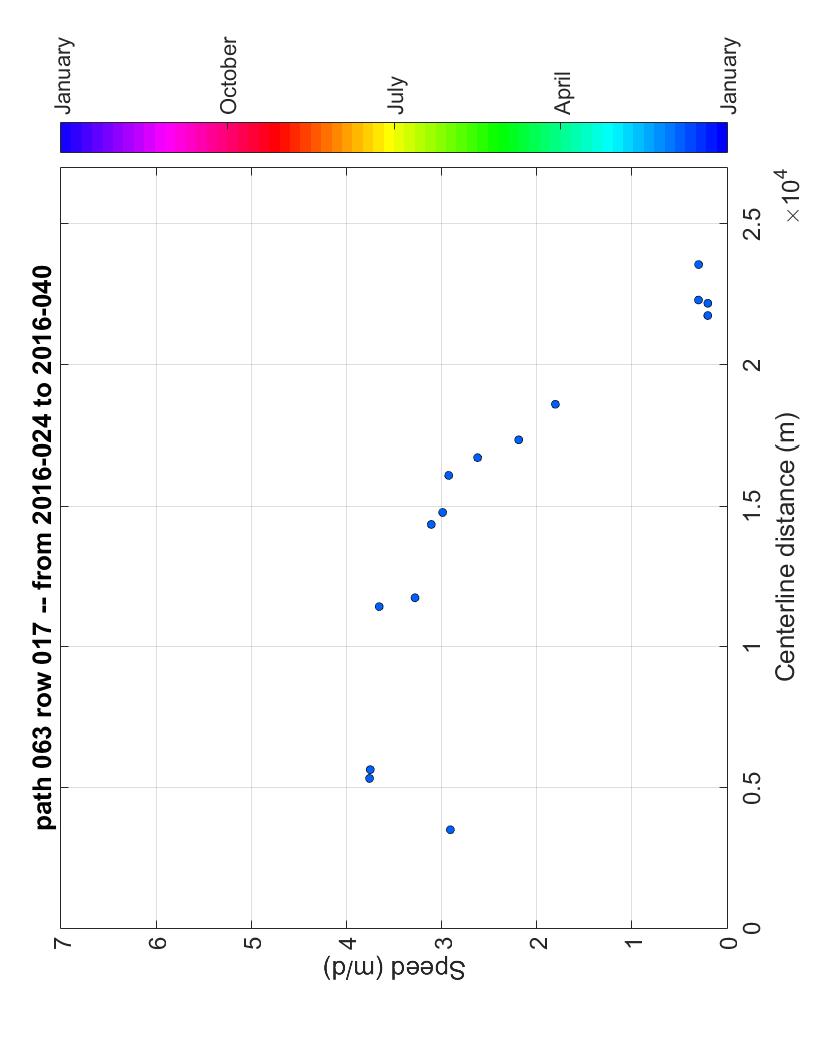 path 063 row 017 -- from 2016-024 to 2016-040
7
6
5
4
3
2
1
0
Speed (m/d)
0
0.5
1
1.5
2
2.5
×10^4
Centerline distance (m)
January
October
July
April
January